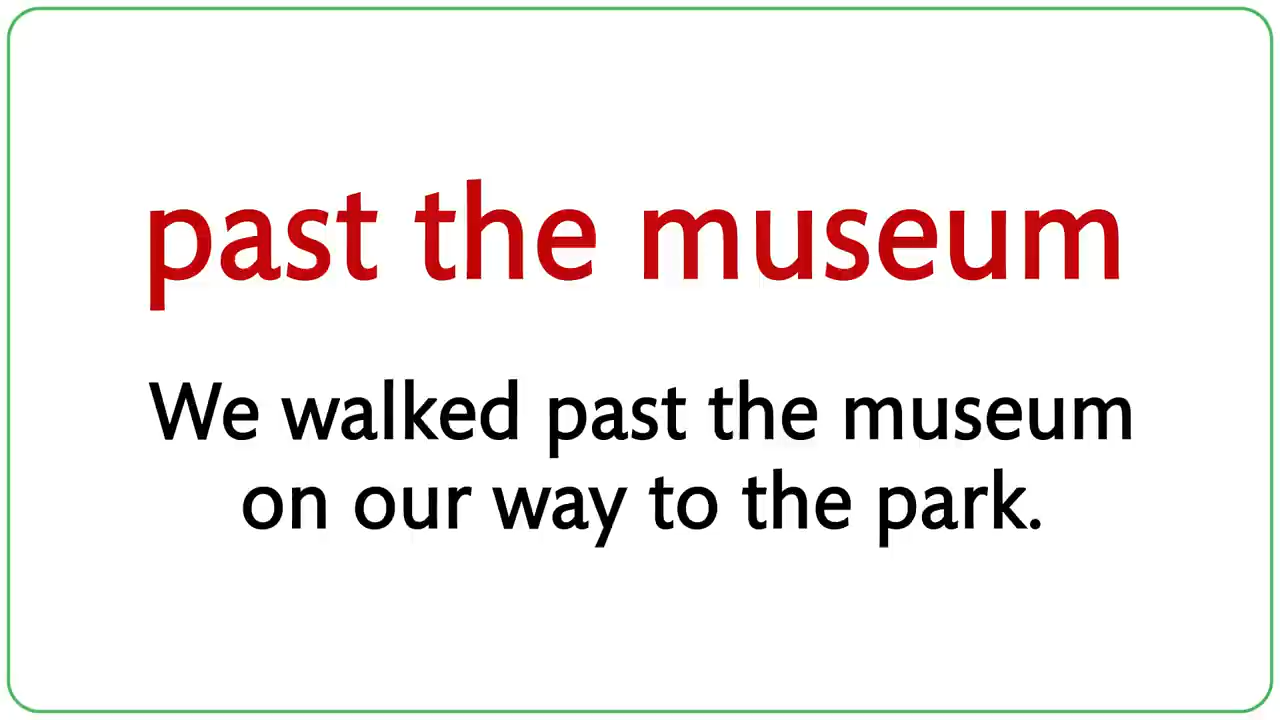 past the museum
We walked past the museum
on our way to the park.